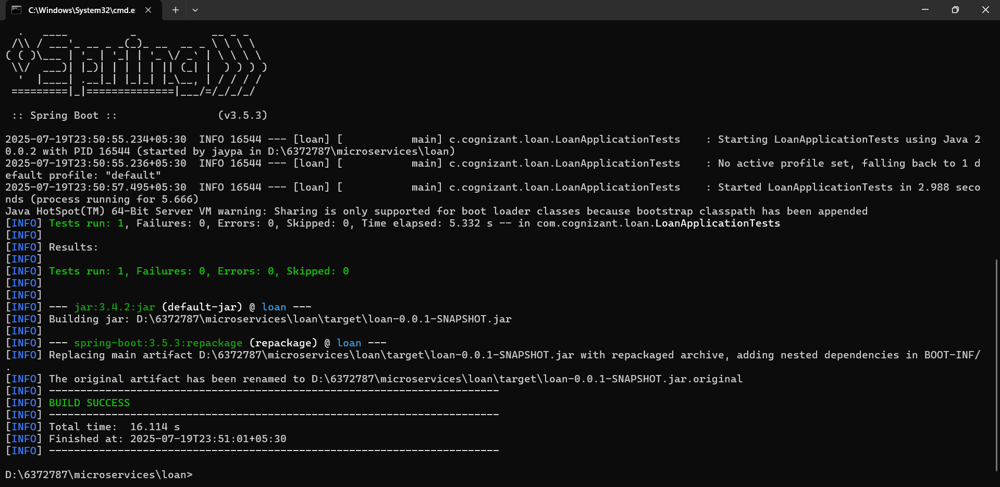 C:\Windows\System32\cmd.e
  .   ____          _            __ _ _
 /\\ / ___'_ __ _ _(_)_ __  __ _ \ \ \ \
( ( )\___ | '_ | '_| | '_ \/ _` | \ \ \ \
 \\/  ___)| |_)| | | | | || (_| |  ) ) ) )
  '  |____| .__|_| |_|_| |_\__, | / / / /
 =========|_|==============|___/=/_/_/_/
 :: Spring Boot ::                (v3.5.3)
2025-07-19T23:50:55.234+05:30  INFO 16544 --- [loan] [           main] c.cognizant.loan.LoanApplicationTests    : Starting LoanApplicationTests using Java 2
0.0.2 with PID 16544 (started by jaypa in D:\6372787\microservices\loan)
2025-07-19T23:50:55.236+05:30  INFO 16544 --- [loan] [           main] c.cognizant.loan.LoanApplicationTests    : No active profile set, falling back to 1 d
efault profile: "default"
2025-07-19T23:50:57.495+05:30  INFO 16544 --- [loan] [           main] c.cognizant.loan.LoanApplicationTests    : Started LoanApplicationTests in 2.988 seco
nds (process running for 5.666)
Java HotSpot(TM) 64-Bit Server VM warning: Sharing is only supported for boot loader classes because bootstrap classpath has been appended
[INFO] Tests run: 1, Failures: 0, Errors: 0, Skipped: 0, Time elapsed: 5.332 s -- in com.cognizant.loan.LoanApplicationTests
[INFO]
[INFO] Results:
[INFO]
[INFO] Tests run: 1, Failures: 0, Errors: 0, Skipped: 0
[INFO]
[INFO]
[INFO] --- jar:3.4.2:jar (default-jar) @ loan ---
[INFO] Building jar: D:\6372787\microservices\loan\target\loan-0.0.1-SNAPSHOT.jar
[INFO]
[INFO] --- spring-boot:3.5.3:repackage (repackage) @ loan ---
[INFO] Replacing main artifact D:\6372787\microservices\loan\target\loan-0.0.1-SNAPSHOT.jar with repackaged archive, adding nested dependencies in BOOT-INF/
.
[INFO] The original artifact has been renamed to D:\6372787\microservices\loan\target\loan-0.0.1-SNAPSHOT.jar.original
[INFO] ------------------------------------------------------------------------
[INFO] BUILD SUCCESS
[INFO] ------------------------------------------------------------------------
[INFO] Total time:  16.114 s
[INFO] Finished at: 2025-07-19T23:51:01+05:30
[INFO] ------------------------------------------------------------------------
D:\6372787\microservices\loan>